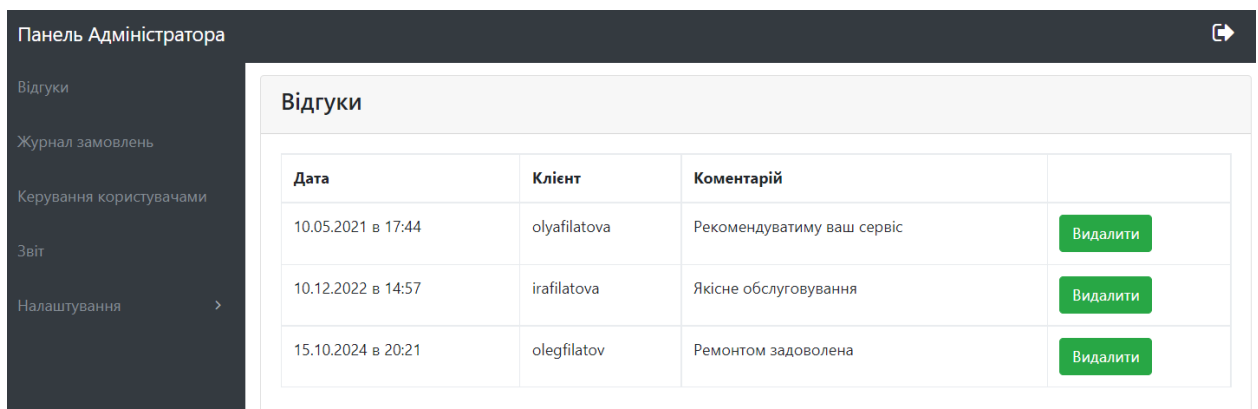 Панель Адміністратора
Відгуки
Журнал замовлень
Керування користувачами
Звіт
Налаштування
Відгуки
Дата Клієнт Коментарій
10.05.2021 в 17:44 olyafilatova Рекомендуватиму ваш сервіс Видалити
10.12.2022 в 14:57 irafilatova Якісне обслуговування Видалити
15.10.2024 в 20:21 olegfilatov Ремонтом задоволена Видалити